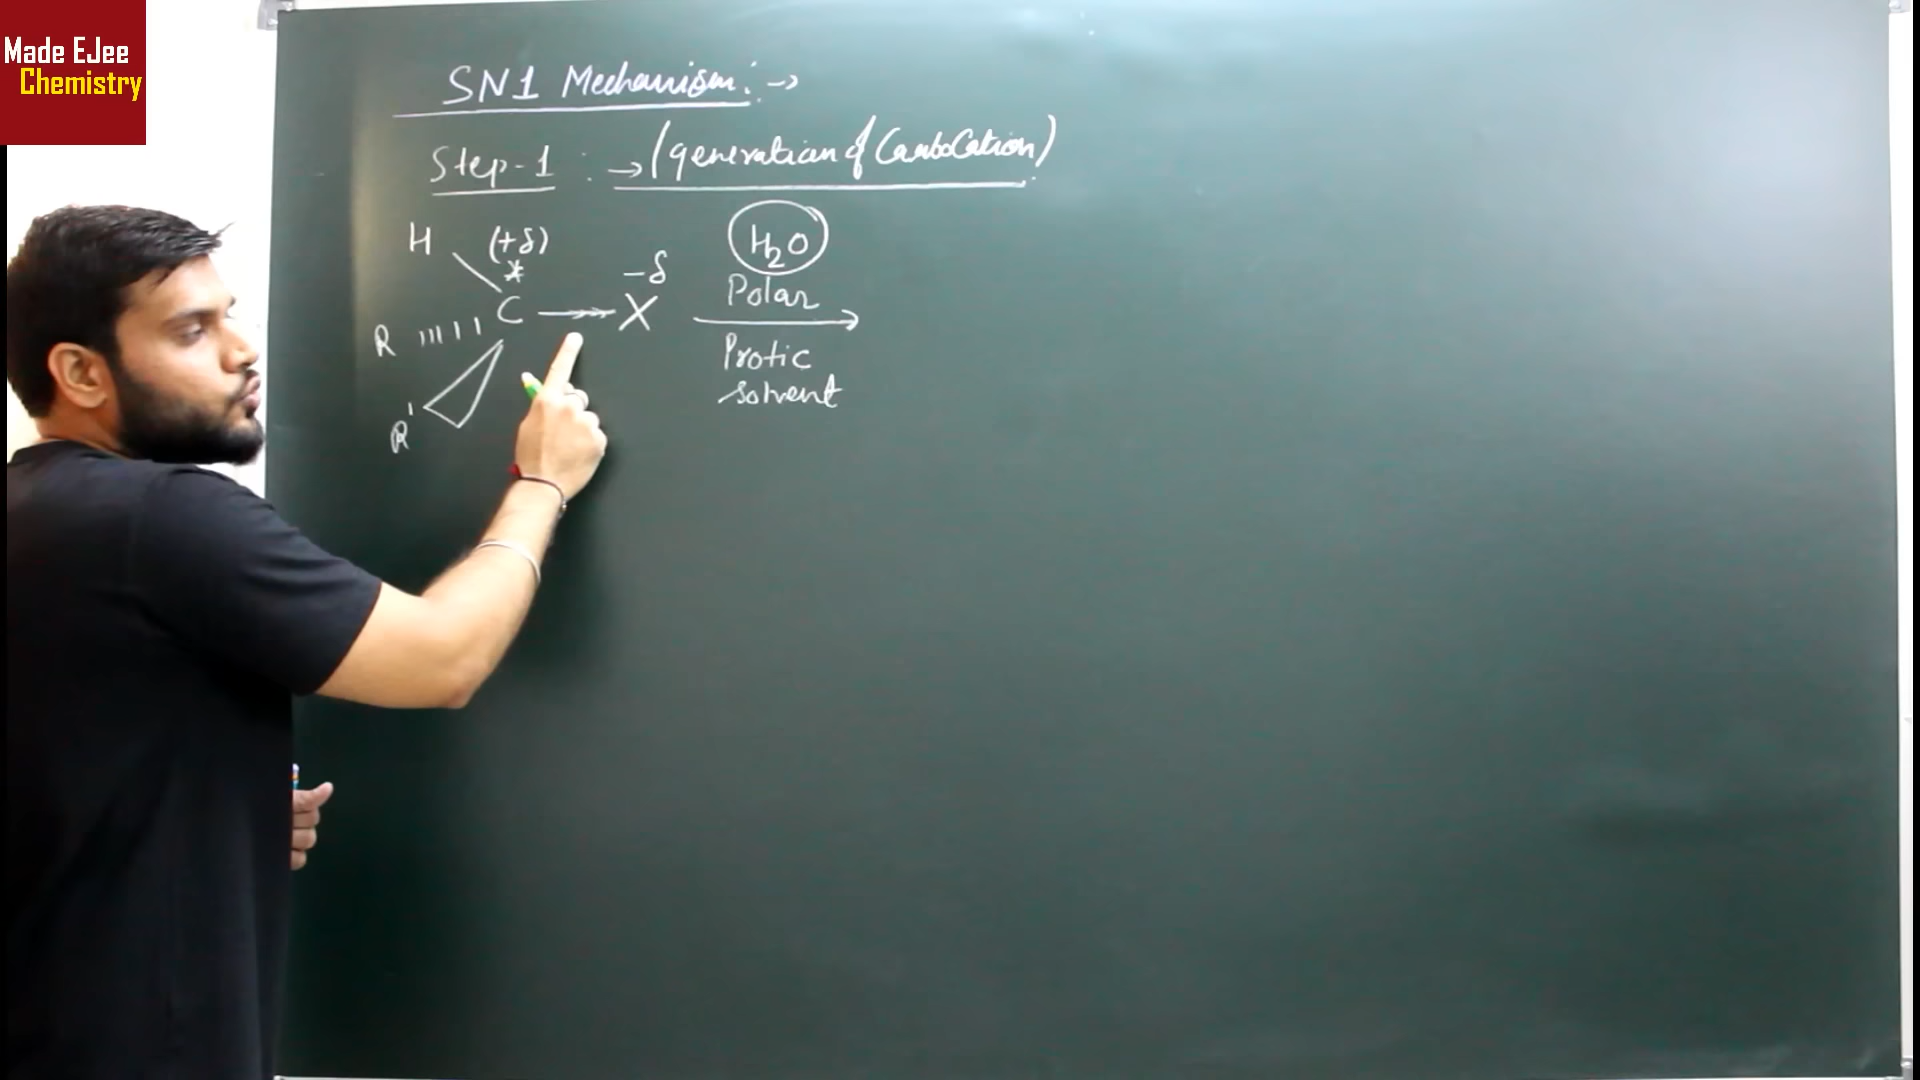 Made EJee
Chemistry
SN1 Mechanism :→
Step-1 : → (generation of Carbocation)
H (+δ)
*
-δ
C X
R
R'
H2O
Polar
Protic
solvent